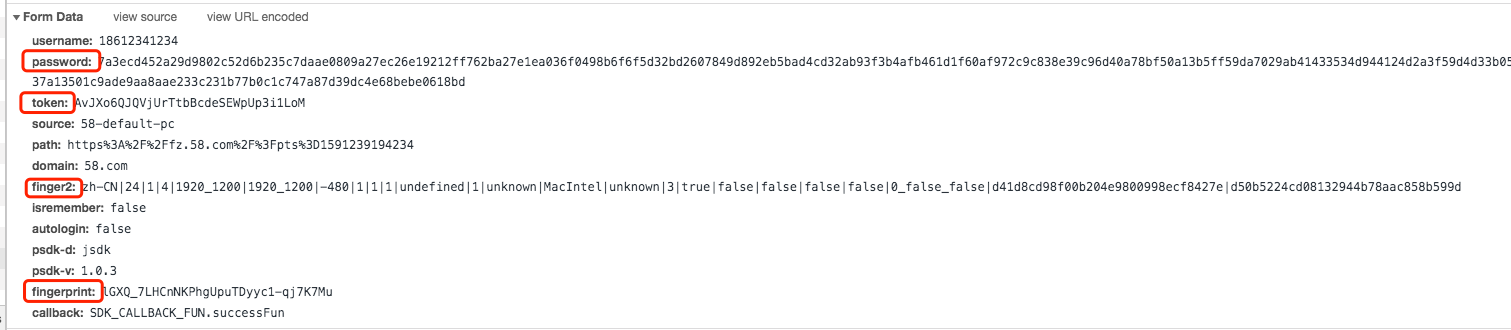 Form Data view source view URL encoded
username: 18612341234
password: 7a3ecd452a29d9802c52d6b235c7daae0809a27ec26e19212ff762ba27e1ea036f0498b6f6f5d32bd2607849d892eb5bad4cd32ab93f3b4afb461d1f60af972c9c838e39c96d40a78bf50a13b5ff59da7029ab41433534d944124d2a3f59d4d33b05
37a13501c9ade9aa8aae233c231b77b0c1c747a87d39dc4e68bebe0618bd
token: AvJXo6QJQVjUrTtbBcdeSEWpUp3i1LoM
source: 58-default-pc
path: https%3A%2F%2Ffz.58.com%2F%3Fpts%3D1591239194234
domain: 58.com
finger2: zh-CN|24|1|4|1920_1200|1920_1200|-480|1|1|1|undefined|1|unknown|MacIntel|unknown|3|true|false|false|false|false|0_false_false|d41d8cd98f00b204e9800998ecf8427e|d50b5224cd08132944b78aac858b599d
isremember: false
autologin: false
psdk-d: jsdk
psdk-v: 1.0.3
fingerprint: lGXQ_7LHCnNKPhgUpuTDyyc1-qj7K7Mu
callback: SDK_CALLBACK_FUN.successFun